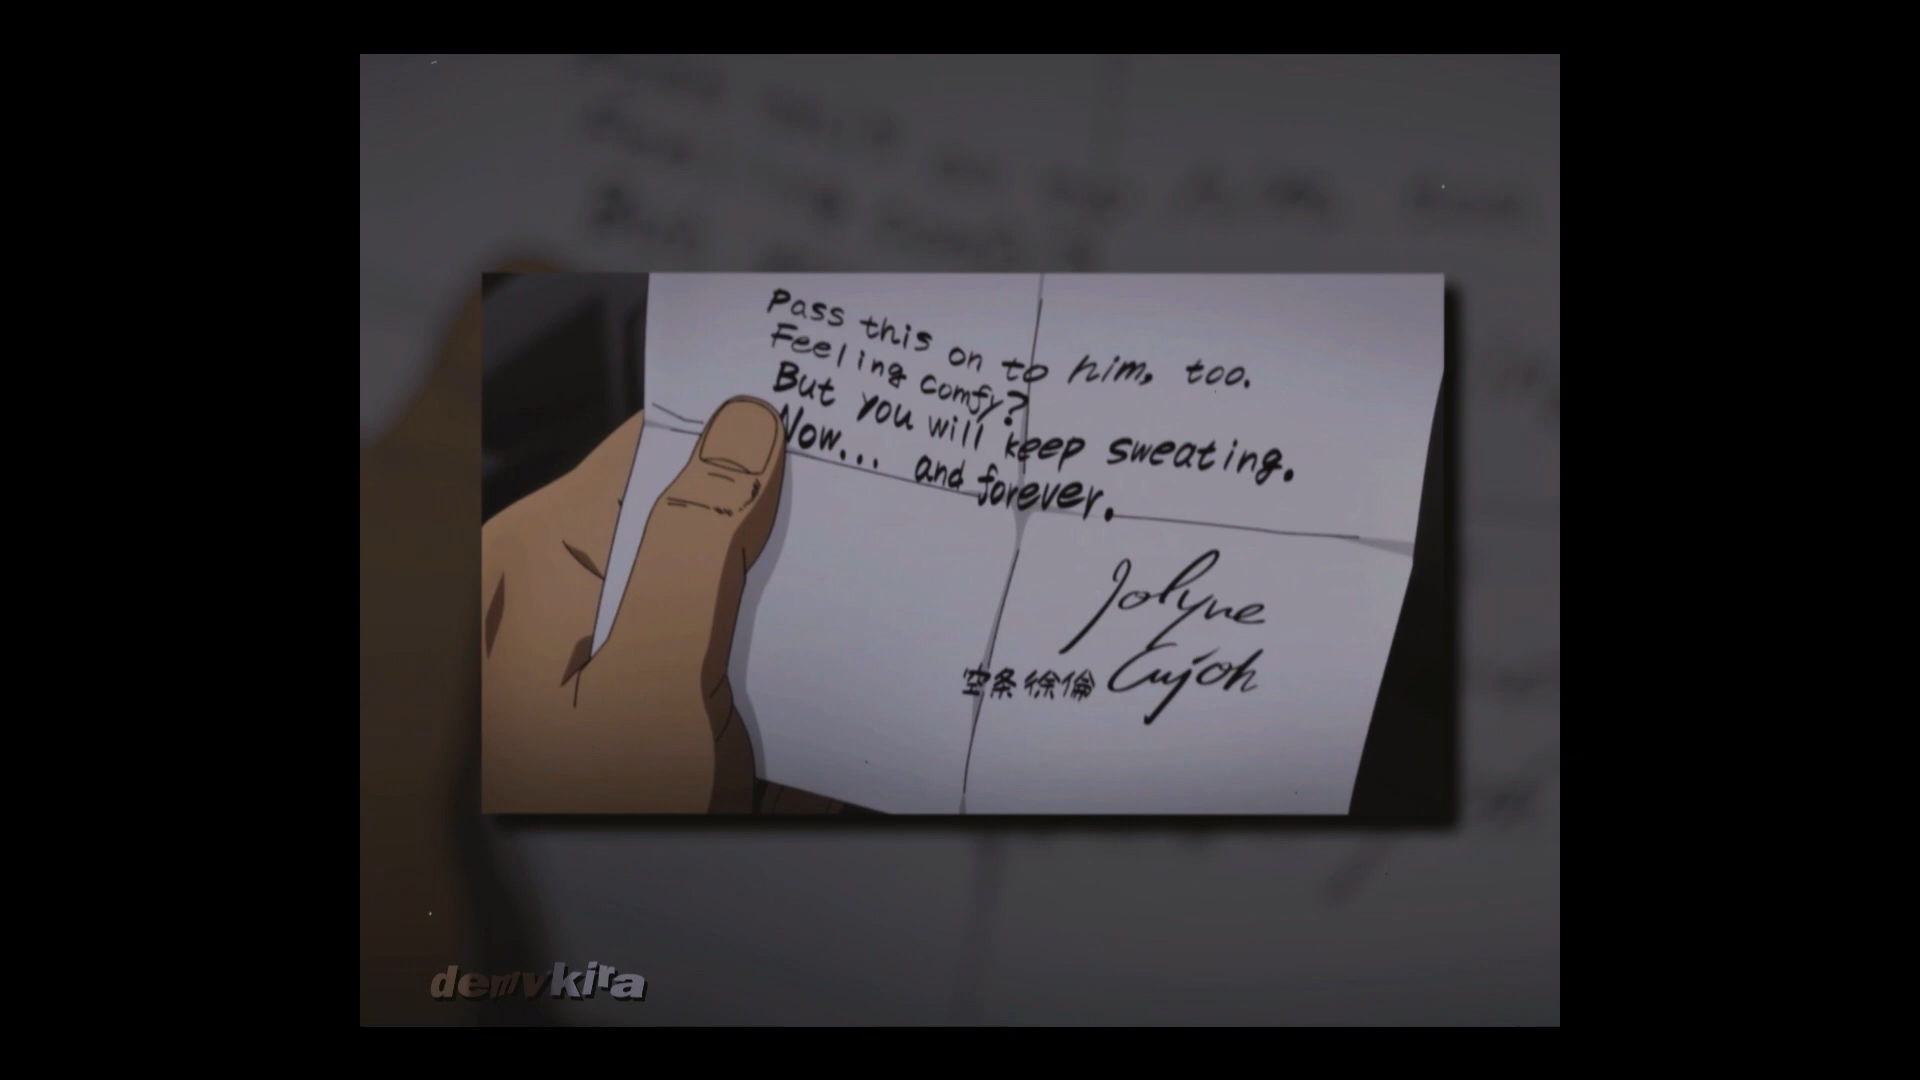 Pass this on to him, too.
Feeling comfy?
But you will keep sweating.
Now... and forever.
Jolyne
空条徐倫 Cujoh
demykira